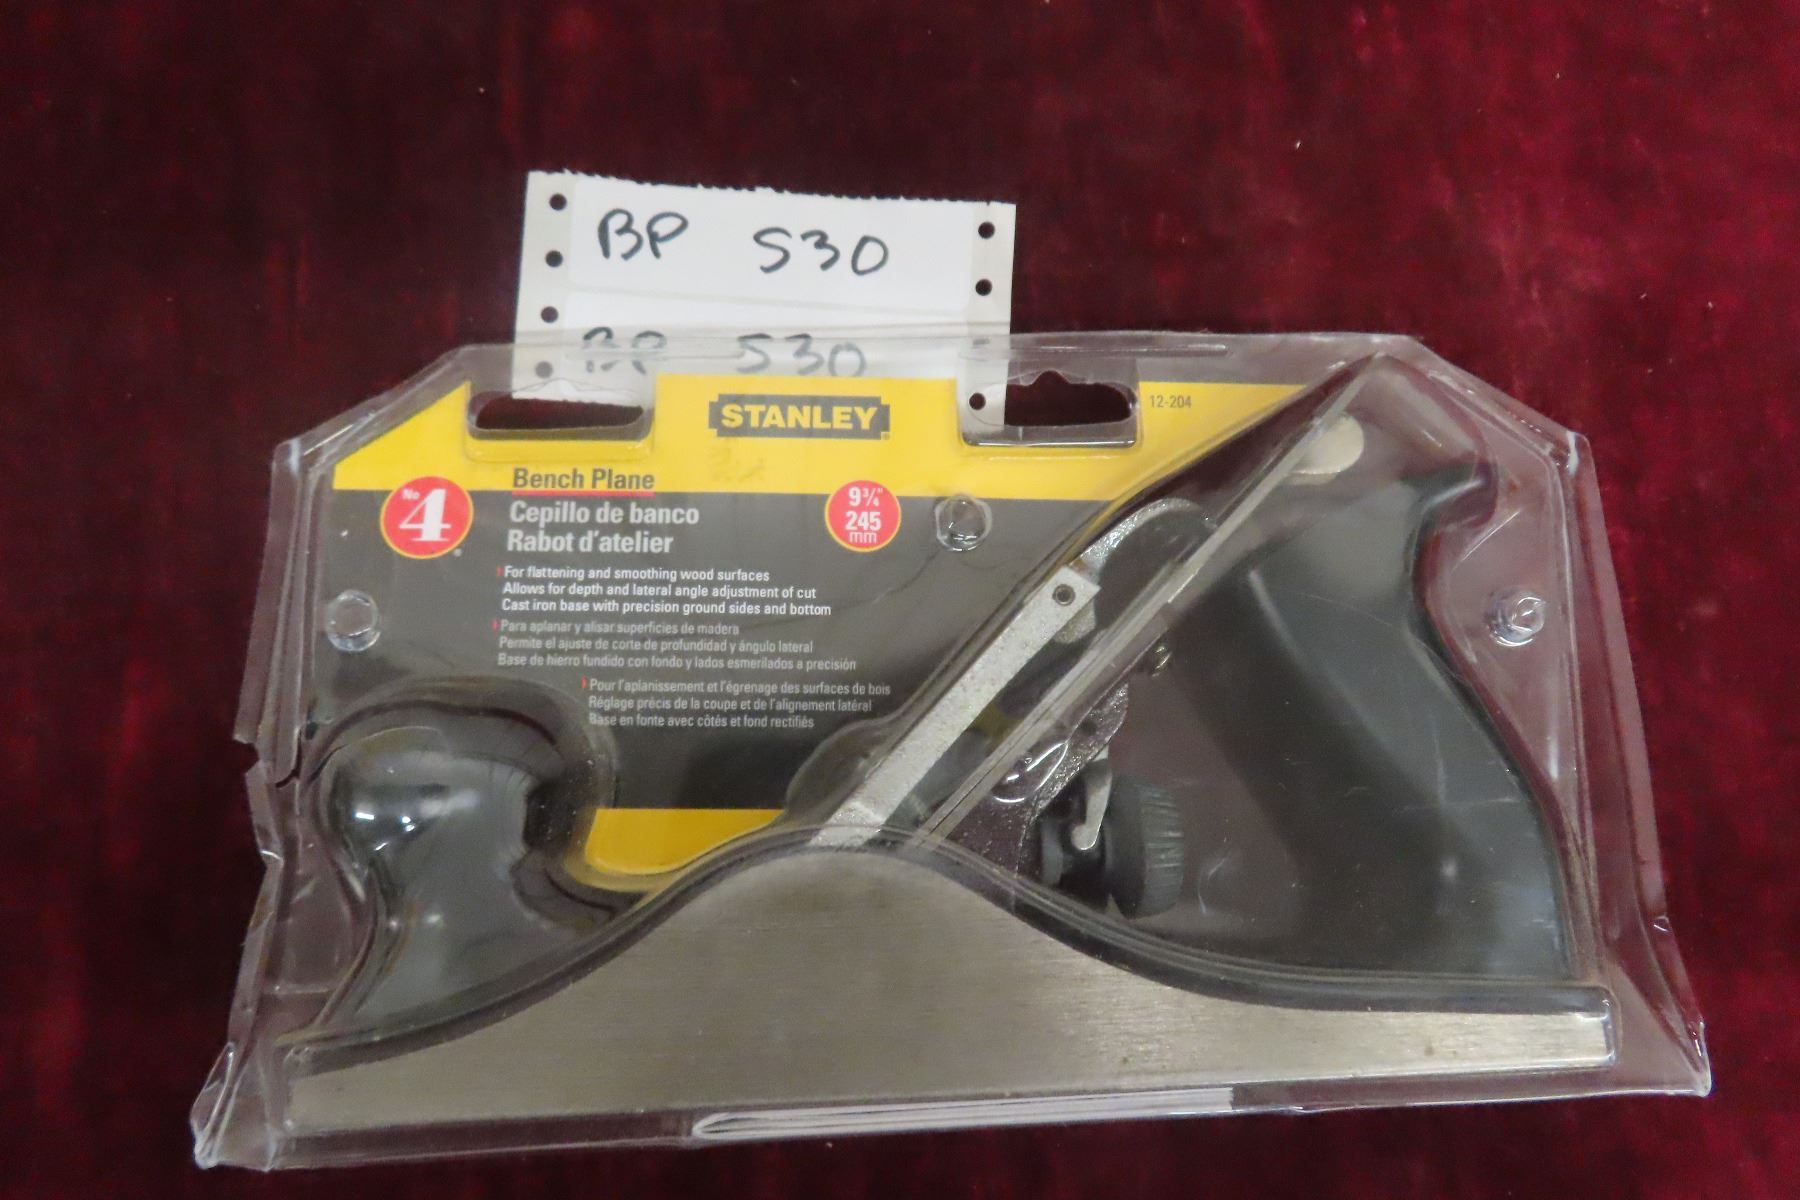 BP 530
BP 530
STANLEY
12-204
No 4
Bench Plane
Cepillo de banco
Rabot d'atelier
9 3/4"
245
mm
For flattening and smoothing wood surfaces
Allows for depth and lateral angle adjustment of cut
Cast iron base with precision ground sides and bottom
Para aplanar y alisar superficies de madera
Permite el ajuste de corte de profundidad y ángulo lateral
Base de hierro fundido con fondo y lados esmerilados a precisión
Pour l'aplanissement et l'égrenage des surfaces de bois
Réglage précis de la coupe et de l'alignement latéral
Base en fonte avec côtés et fond rectifiés